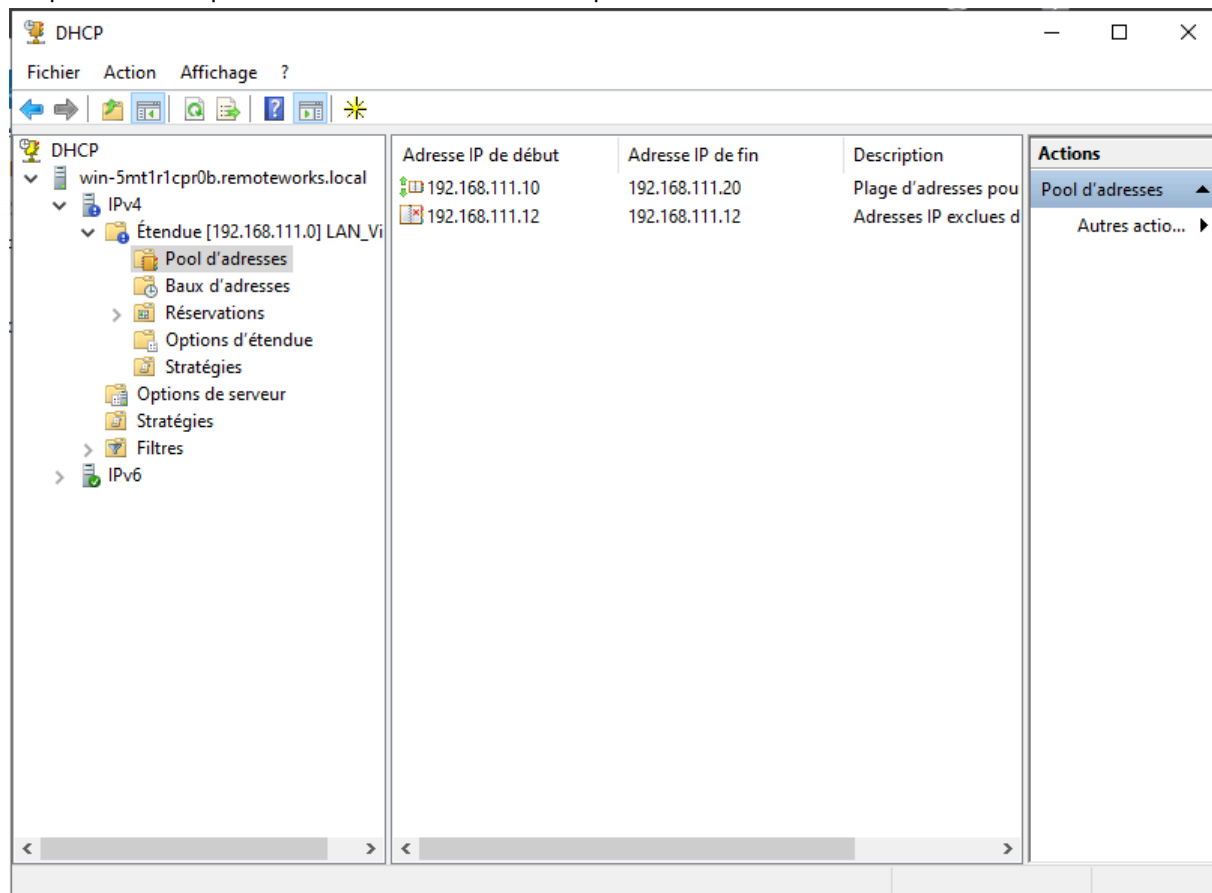 DHCP
Fichier Action Affichage ?
DHCP
win-5mt1r1cpr0b.remoteworks.local
IPv4
Étendue [192.168.111.0] LAN_Vi
Pool d'adresses
Baux d'adresses
Réservations
Options d'étendue
Stratégies
Options de serveur
Stratégies
Filtres
IPv6
Adresse IP de début Adresse IP de fin Description
192.168.111.10 192.168.111.20 Plage d'adresses pou
192.168.111.12 192.168.111.12 Adresses IP exclues d
Actions
Pool d'adresses
Autres actio...